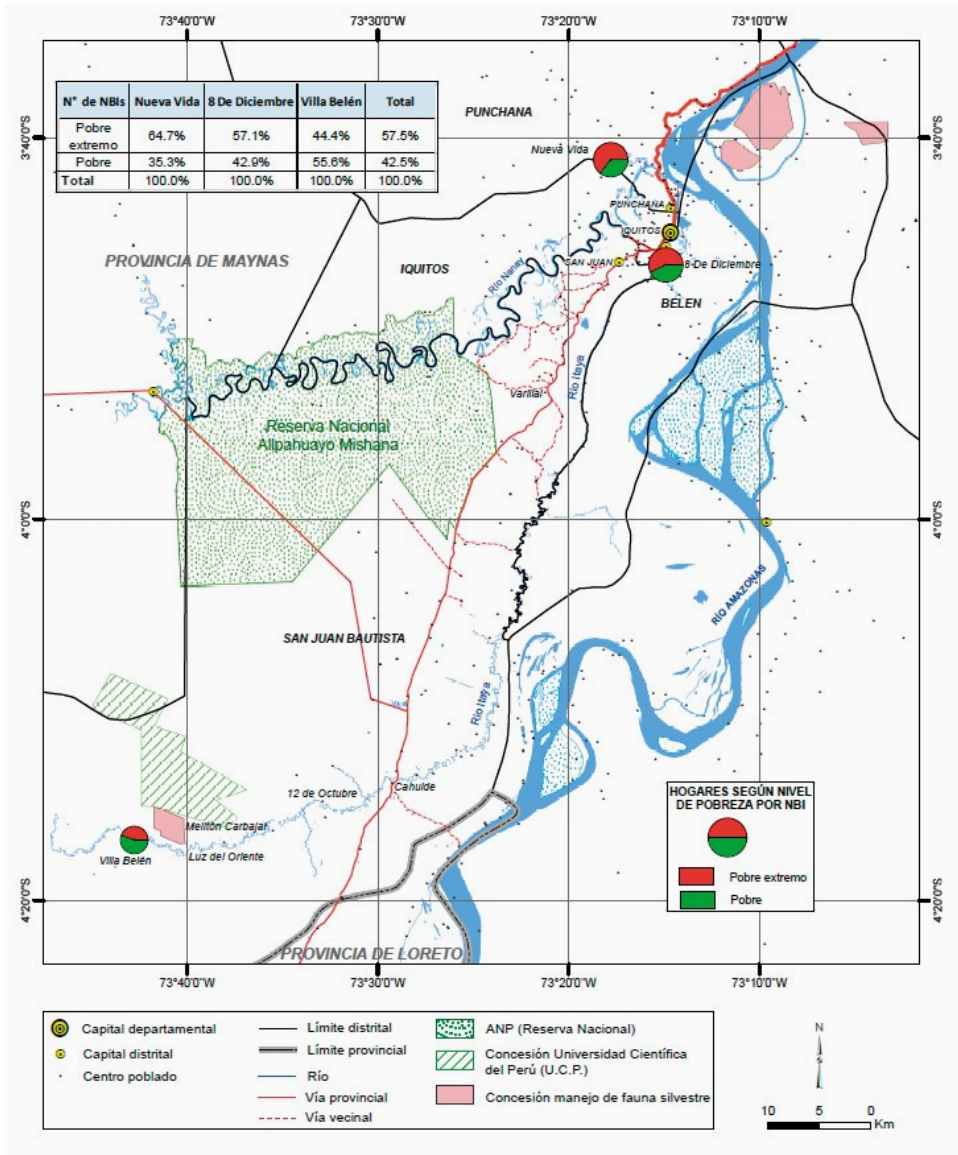 73°40'0"W 73°30'0"W 73°20'0"W 73°10'0"W
N° de NBIs Nueva Vida 8 De Diciembre Villa Belén Total
Pobre extremo 64.7% 57.1% 44.4% 57.5%
Pobre 35.3% 42.9% 55.6% 42.5%
Total 100.0% 100.0% 100.0% 100.0%
PUNCHANA
3°40'0"S 3°40'0"S
Nueva Vida
PUNCHANA
IQUITOS
PROVINCIA DE MAYNAS
IQUITOS
SAN JUAN
8 De Diciembre
Río Nanay
BELEN
Río Itaya
Varillal
Reserva Nacional
Allpahuayo Mishana
4°0'0"S 4°0'0"S
RÍO AMAZONAS
SAN JUAN BAUTISTA
Río Itaya
12 de Octubre
Cahuide
HOGARES SEGÚN NIVEL
DE POBREZA POR NBI
Melitón Carbajal
Villa Belén
Luz del Oriente
Pobre extremo
Pobre
4°20'0"S 4°20'0"S
PROVINCIA DE LORETO
73°40'0"W 73°30'0"W 73°20'0"W 73°10'0"W
Capital departamental
Capital distrital
Centro poblado
Límite distrital
Límite provincial
Río
Vía provincial
Vía vecinal
ANP (Reserva Nacional)
Concesión Universidad Científica
del Perú (U.C.P.)
Concesión manejo de fauna silvestre
N
10 5 0
Km